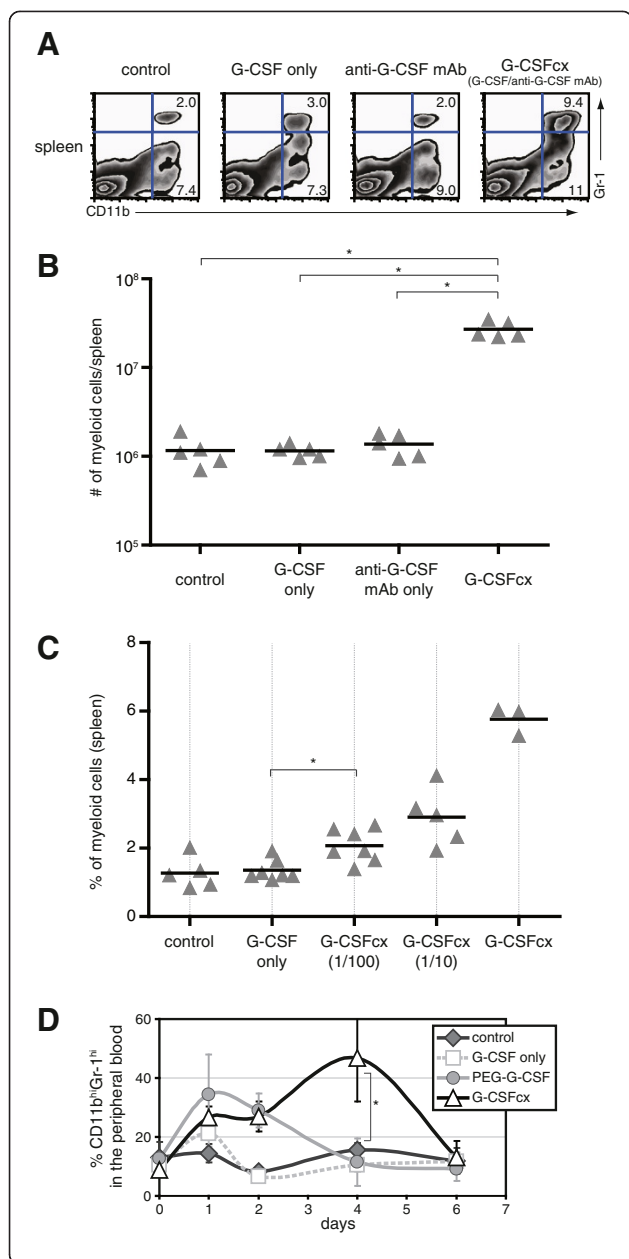 A
control
G-CSF only
anti-G-CSF mAb
G-CSFcx
(G-CSF/anti-G-CSF mAb)
spleen
2.0
7.4
3.0
7.3
2.0
9.0
9.4
11
Gr-1
CD11b
B
# of myeloid cells/spleen
10⁸
10⁷
10⁶
10⁵
*
*
*
control
G-CSF
only
anti-G-CSF
mAb only
G-CSFcx
C
% of myeloid cells (spleen)
8
6
4
2
0
*
control
G-CSF
only
G-CSFcx
(1/100)
G-CSFcx
(1/10)
G-CSFcx
D
% CD11bʰⁱGr-1ʰⁱ
in the peripheral blood
60
40
20
0
*
control
G-CSF only
PEG-G-CSF
G-CSFcx
0 1 2 4 6 7
days